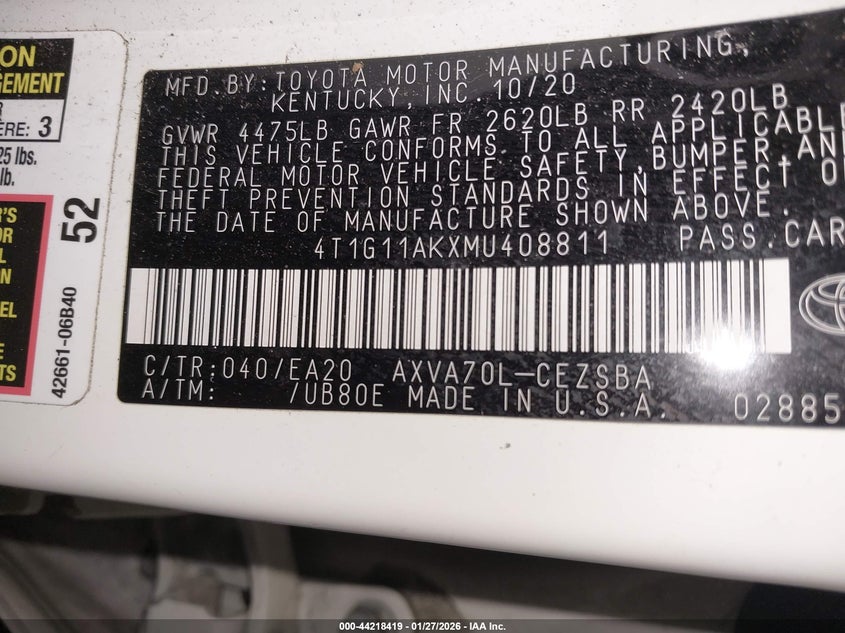 ON
GEMENT
R
ERE: 3
25 lbs.
lb.
R'S
OR
L
IN
EL
E
TS
52
42661-06B40
MFD. BY: TOYOTA MOTOR MANUFACTURING,
KENTUCKY, INC. 10/20
GVWR 4475LB GAWR FR 2620LB RR 2420LB
THIS VEHICLE CONFORMS TO ALL APPLICABLE
FEDERAL MOTOR VEHICLE SAFETY, BUMPER, AND
THEFT PREVENTION STANDARDS IN EFFECT O
THE DATE OF MANUFACTURE SHOWN ABOVE.
4T1G11AKXMU408811 PASS. CAR
C/TR: 040/EA20 AXVA70L-CEZSBA
A/TM: /UB80E MADE IN U.S.A. 02885
000-44218419 | 01/27/2026 – IAA Inc.